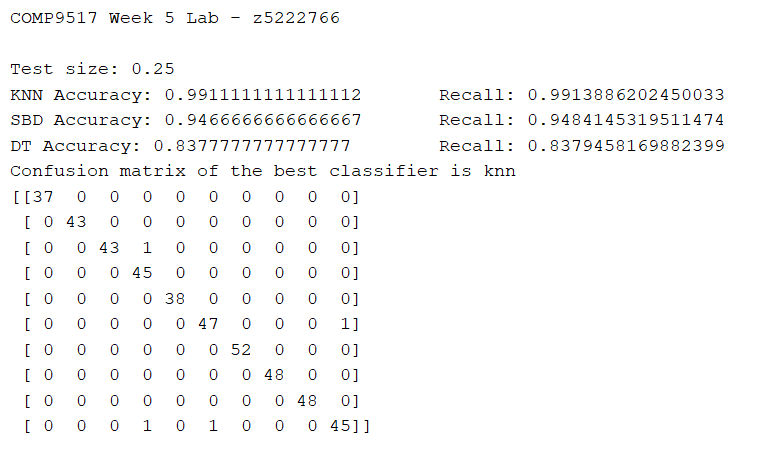 COMP9517 Week 5 Lab - z5222766
Test size: 0.25
KNN Accuracy: 0.9911111111111112 Recall: 0.9913886202450033
SBD Accuracy: 0.9466666666666667 Recall: 0.9484145319511474
DT Accuracy: 0.8377777777777777 Recall: 0.8379458169882399
Confusion matrix of the best classifier is knn
[[37 0 0 0 0 0 0 0 0 0]
[ 0 43 0 0 0 0 0 0 0 0]
[ 0 0 43 1 0 0 0 0 0 0]
[ 0 0 0 45 0 0 0 0 0 0]
[ 0 0 0 0 38 0 0 0 0 0]
[ 0 0 0 0 0 47 0 0 0 1]
[ 0 0 0 0 0 0 52 0 0 0]
[ 0 0 0 0 0 0 0 48 0 0]
[ 0 0 0 0 0 0 0 0 48 0]
[ 0 0 0 1 0 1 0 0 0 45]]